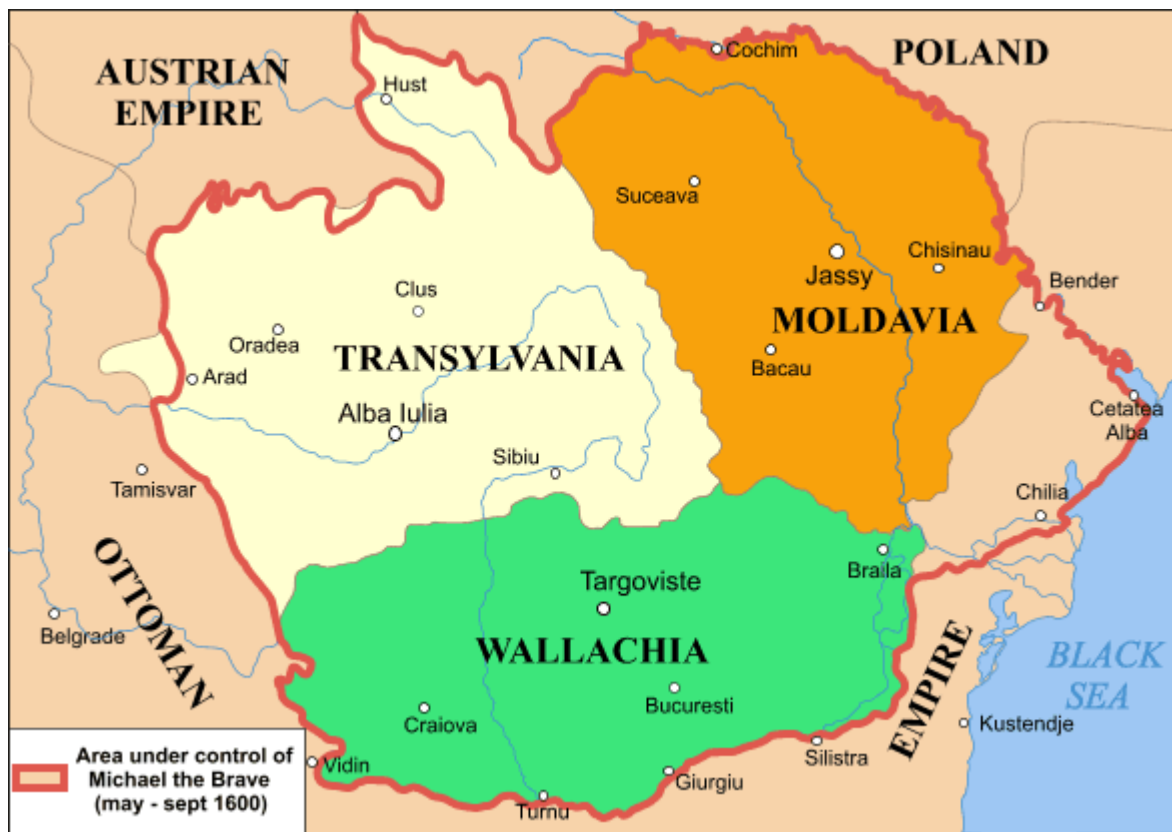 AUSTRIAN
EMPIRE
POLAND
Cochim
Hust
Suceava
Jassy
Chisinau
Bender
Clus
MOLDAVIA
Oradea
TRANSYLVANIA
Bacau
Arad
Cetatea
Alba
Alba Iulia
Sibiu
Tamisvar
Chilia
OTTOMAN
Braila
Targoviste
Belgrade
WALLACHIA
EMPIRE
BLACK
SEA
Bucuresti
Craiova
Kustendje
Silistra
Vidin
Giurgiu
Turnu
Area under control of
Michael the Brave
(may - sept 1600)